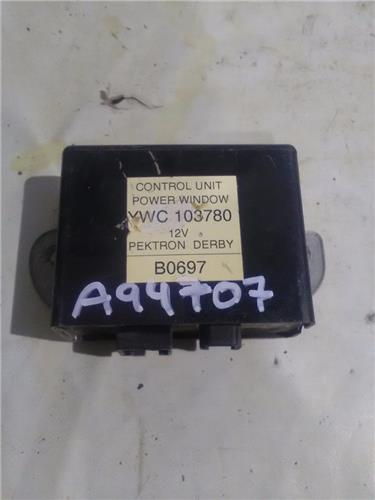 CONTROL UNIT
POWER WINDOW
YWC 103780
12V
PEKTRON DERBY
B0697
A94707